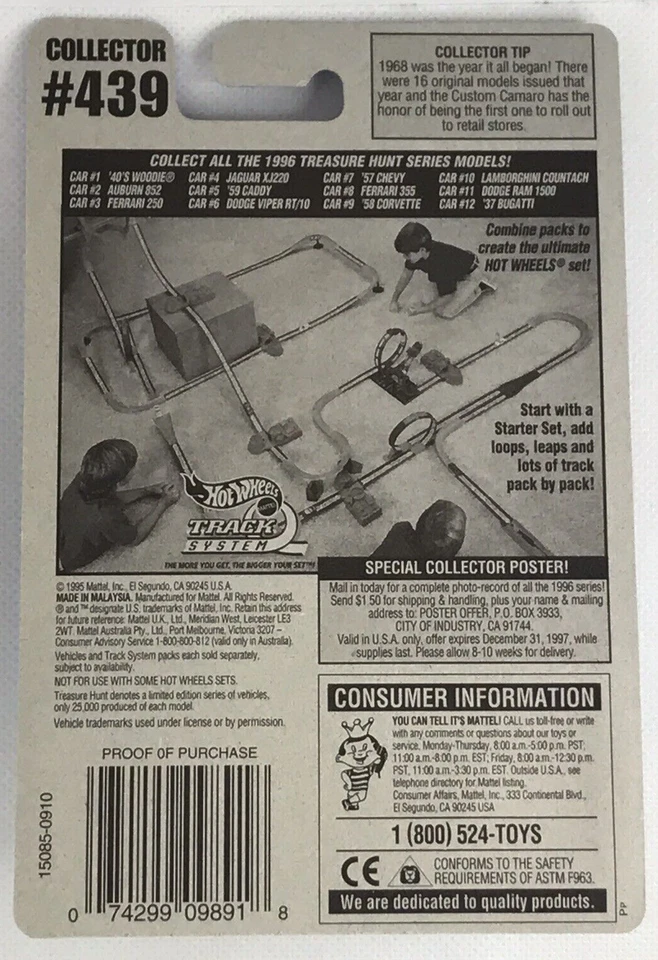 COLLECTOR
#439
COLLECTOR TIP
1968 was the year it all began! There
were 16 original models issued that
year and the Custom Camaro has the
honor of being the first one to roll out
to retail stores.
COLLECT ALL THE 1996 TREASURE HUNT SERIES MODELS!
CAR #1 '40'S WOODIE® CAR #4 JAGUAR XJ220 CAR #7 '57 CHEVY CAR #10 LAMBORGHINI COUNTACH
CAR #2 AUBURN 852 CAR #5 '59 CADDY CAR #8 FERRARI 355 CAR #11 DODGE RAM 1500
CAR #3 FERRARI 250 CAR #6 DODGE VIPER RT/10 CAR #9 '58 CORVETTE CAR #12 '37 BUGATTI
Combine packs to
create the ultimate
HOT WHEELS® set!
Start with a
Starter Set, add
loops, leaps and
lots of track
pack by pack!
Hot Wheels
MATTEL
TRACK
SYSTEM
THE MORE YOU GET, THE BIGGER YOUR SET™!
© 1995 Mattel, Inc., El Segundo, CA 90245 U.S.A.
MADE IN MALAYSIA. Manufactured for Mattel. All Rights Reserved.
® and ™ designate U.S. trademarks of Mattel, Inc. Retain this address
for future reference: Mattel U.K., Ltd., Meridian West, Leicester LE3
2WT. Mattel Australia Pty., Ltd., Port Melbourne, Victoria 3207 –
Consumer Advisory Service 1-800-800-812 (valid only in Australia).
Vehicles and Track System packs each sold separately,
subject to availability.
NOT FOR USE WITH SOME HOT WHEELS SETS.
Treasure Hunt denotes a limited edition series of vehicles,
only 25,000 produced of each model.
Vehicle trademarks used under license or by permission.
SPECIAL COLLECTOR POSTER!
Mail in today for a complete photo-record of all the 1996 series!
Send $1.50 for shipping & handling, plus your name & mailing
address to: POSTER OFFER, P.O. BOX 3933,
CITY OF INDUSTRY, CA 91744.
Valid in U.S.A. only, offer expires December 31, 1997, while
supplies last. Please allow 8-10 weeks for delivery.
CONSUMER INFORMATION
YOU CAN TELL IT'S MATTEL! CALL us toll-free or write
with any comments or questions about our toys or
service. Monday-Thursday, 8:00 a.m.-5:00 p.m. PST;
11:00 a.m.-8:00 p.m. EST; Friday, 8:00 a.m.-12:30 p.m.
PST, 11:00 a.m.-3:30 p.m. EST. Outside U.S.A., see
telephone directory for Mattel listing.
Consumer Affairs, Mattel, Inc., 333 Continental Blvd.,
El Segundo, CA 90245 USA
1 (800) 524-TOYS
CE
CONFORMS TO THE SAFETY
REQUIREMENTS OF ASTM F963.
We are dedicated to quality products.
PP
PROOF OF PURCHASE
15085-0910
0 74299 09891 8